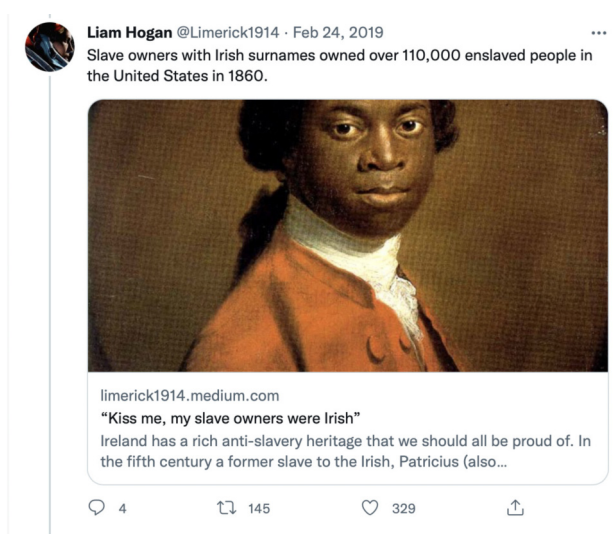 Liam Hogan @Limerick1914 · Feb 24, 2019
Slave owners with Irish surnames owned over 110,000 enslaved people in
the United States in 1860.
limerick1914.medium.com
“Kiss me, my slave owners were Irish”
Ireland has a rich anti-slavery heritage that we should all be proud of. In
the fifth century a former slave to the Irish, Patricius (also...
4 145 329